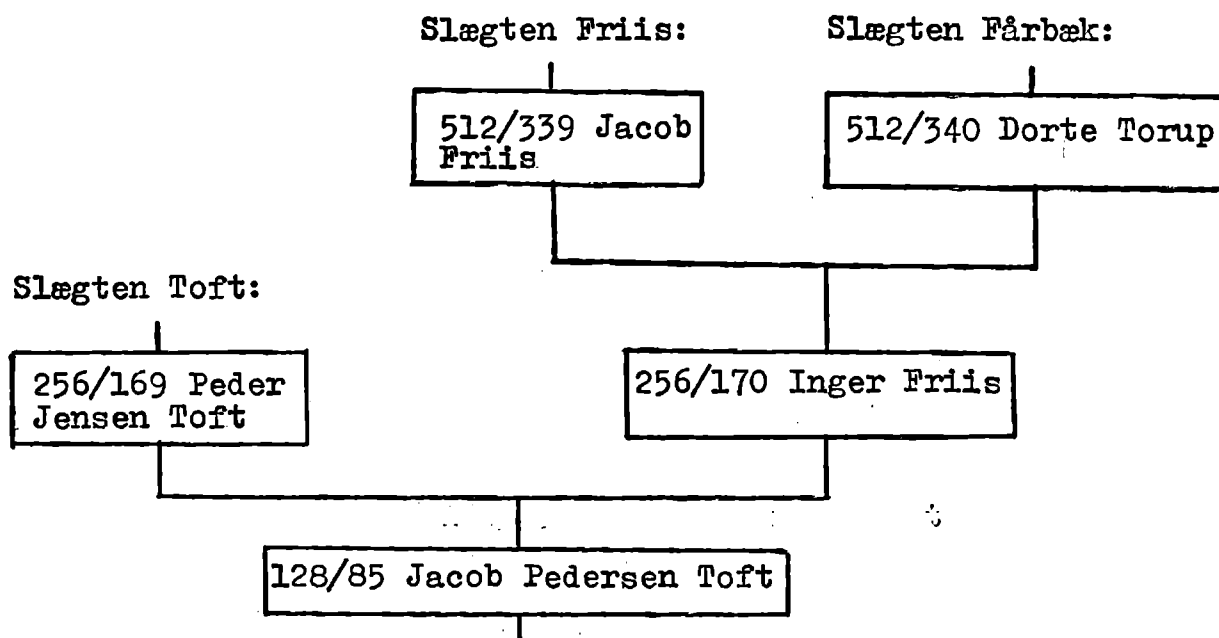 Slægten Friis:
Slægten Fårbæk:
512/339 Jacob
Friis
512/340 Dorte Torup
Slægten Toft:
256/169 Peder
Jensen Toft
256/170 Inger Friis
128/85 Jacob Pedersen Toft